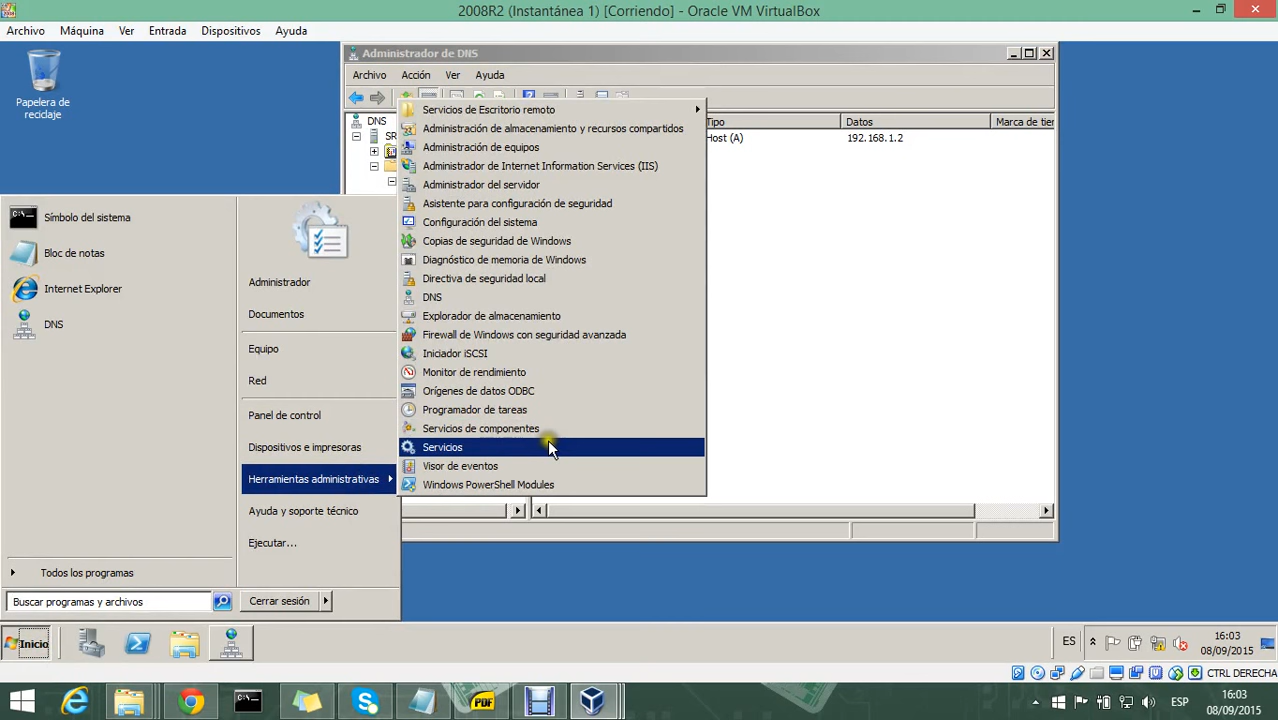 2008R2 (Instantánea 1) [Corriendo] - Oracle VM VirtualBox
Archivo Máquina Ver Entrada Dispositivos Ayuda
Papelera de
reciclaje
Administrador de DNS
Archivo Acción Ver Ayuda
DNS
Tipo Datos Marca de tien
Host (A) 192.168.1.2
Servicios de Escritorio remoto
Administración de almacenamiento y recursos compartidos
Administración de equipos
Administrador de Internet Information Services (IIS)
Administrador del servidor
Asistente para configuración de seguridad
Configuración del sistema
Copias de seguridad de Windows
Diagnóstico de memoria de Windows
Directiva de seguridad local
DNS
Explorador de almacenamiento
Firewall de Windows con seguridad avanzada
Iniciador iSCSI
Monitor de rendimiento
Orígenes de datos ODBC
Programador de tareas
Servicios de componentes
Servicios
Visor de eventos
Windows PowerShell Modules
Símbolo del sistema
Bloc de notas
Internet Explorer
DNS
Todos los programas
Buscar programas y archivos
Administrador
Documentos
Equipo
Red
Panel de control
Dispositivos e impresoras
Herramientas administrativas
Ayuda y soporte técnico
Ejecutar...
Cerrar sesión
Inicio
ES
16:03
08/09/2015
CTRL DERECHA
PDF
ESP
16:03
08/09/2015